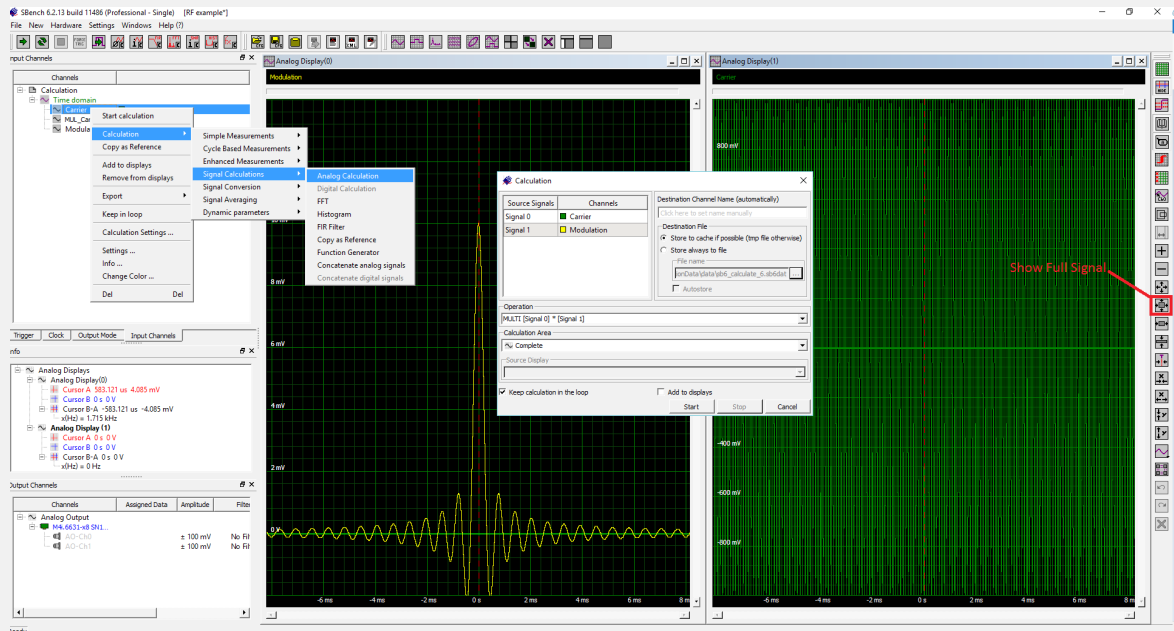 SBench 6.2.13 build 11486 (Professional - Single) [RF example*]
File New Hardware Settings Windows Help (?)
nput Channels
Channels
Calculation
Time domain
Carrier
MUL_Car
Modula
Start calculation
Calculation
Copy as Reference
Add to displays
Remove from displays
Export
Keep in loop
Calculation Settings ...
Settings ...
Info ...
Change Color ...
Del Del
Simple Measurements
Cycle Based Measurements
Enhanced Measurements
Signal Calculations
Signal Conversion
Signal Averaging
Dynamic parameters
Analog Calculation
Digital Calculation
FFT
Histogram
FIR Filter
Copy as Reference
Function Generator
Concatenate analog signals
Concatenate digital signals
Trigger Clock Output Mode Input Channels
nfo
Analog Displays
Analog Display(0)
Cursor A 583.121 us 4.085 mV
Cursor B 0 s 0 V
Cursor B-A -583.121 us -4.085 mV
x(Hz) = 1.715 kHz
Analog Display (1)
Cursor A 0 s 0 V
Cursor B 0 s 0 V
Cursor B-A 0 s 0 V
x(Hz) = 0 Hz
Output Channels
Channels Assigned Data Amplitude Filter
Analog Output
M4i.6631-x8 SN1...
AO-Ch0 ± 100 mV No Fil
AO-Ch1 ± 100 mV No Fil
Analog Display(0)
Modulation
8 mV
6 mV
4 mV
2 mV
0 V
-6 ms -4 ms -2 ms 0 s 2 ms 4 ms 6 ms 8 m
Calculation
Source Signals Channels
Signal 0 Carrier
Signal 1 Modulation
Destination Channel Name (automatically)
Click here to set name manually
Destination File
Store to cache if possible (tmp file otherwise)
Store always to file
File name
onData\data\sb6_calculate_6.sb6dat ...
Autostore
Operation
MULTI [Signal 0] * [Signal 1]
Calculation Area
Complete
Source Display
Keep calculation in the loop
Add to displays
Start Stop Cancel
Analog Display(1)
Carrier
800 mV
-400 mV
-600 mV
-800 mV
-6 ms -4 ms -2 ms 0 s 2 ms 4 ms 6 ms 8 m
Show Full Signal